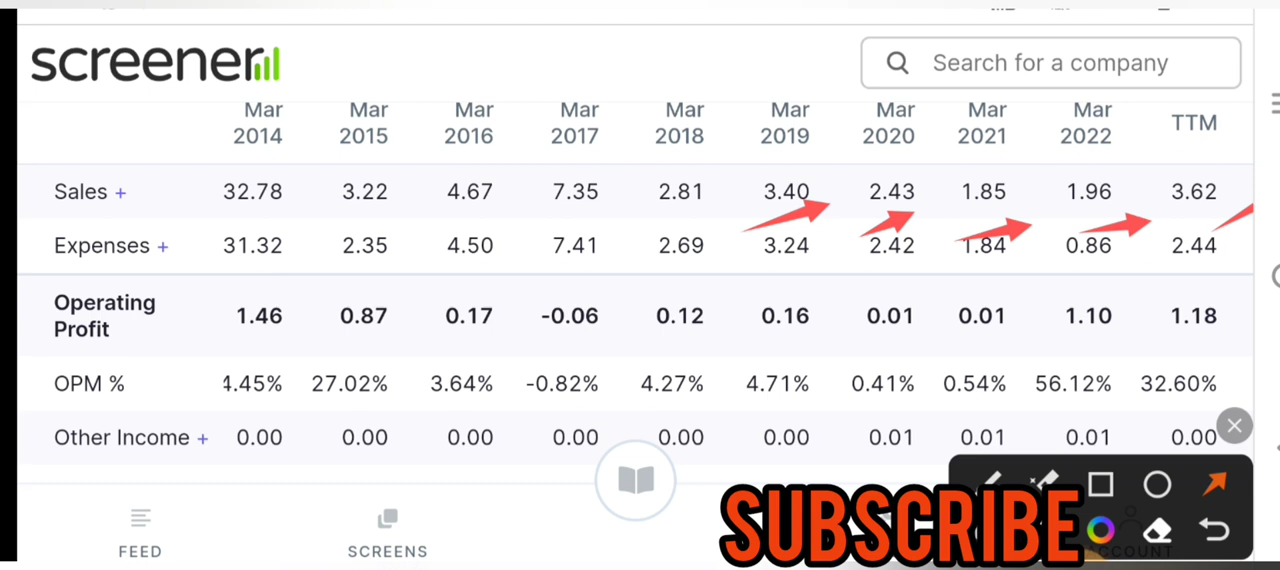 screener
Search for a company
Mar 2014 Mar 2015 Mar 2016 Mar 2017 Mar 2018 Mar 2019 Mar 2020 Mar 2021 Mar 2022 TTM
Sales + 32.78 3.22 4.67 7.35 2.81 3.40 2.43 1.85 1.96 3.62
Expenses + 31.32 2.35 4.50 7.41 2.69 3.24 2.42 1.84 0.86 2.44
Operating Profit 1.46 0.87 0.17 -0.06 0.12 0.16 0.01 0.01 1.10 1.18
OPM % 4.45% 27.02% 3.64% -0.82% 4.27% 4.71% 0.41% 0.54% 56.12% 32.60%
Other Income + 0.00 0.00 0.00 0.00 0.00 0.00 0.01 0.01 0.01 0.00
SUBSCRIBE
FEED SCREENS ACCOUNT